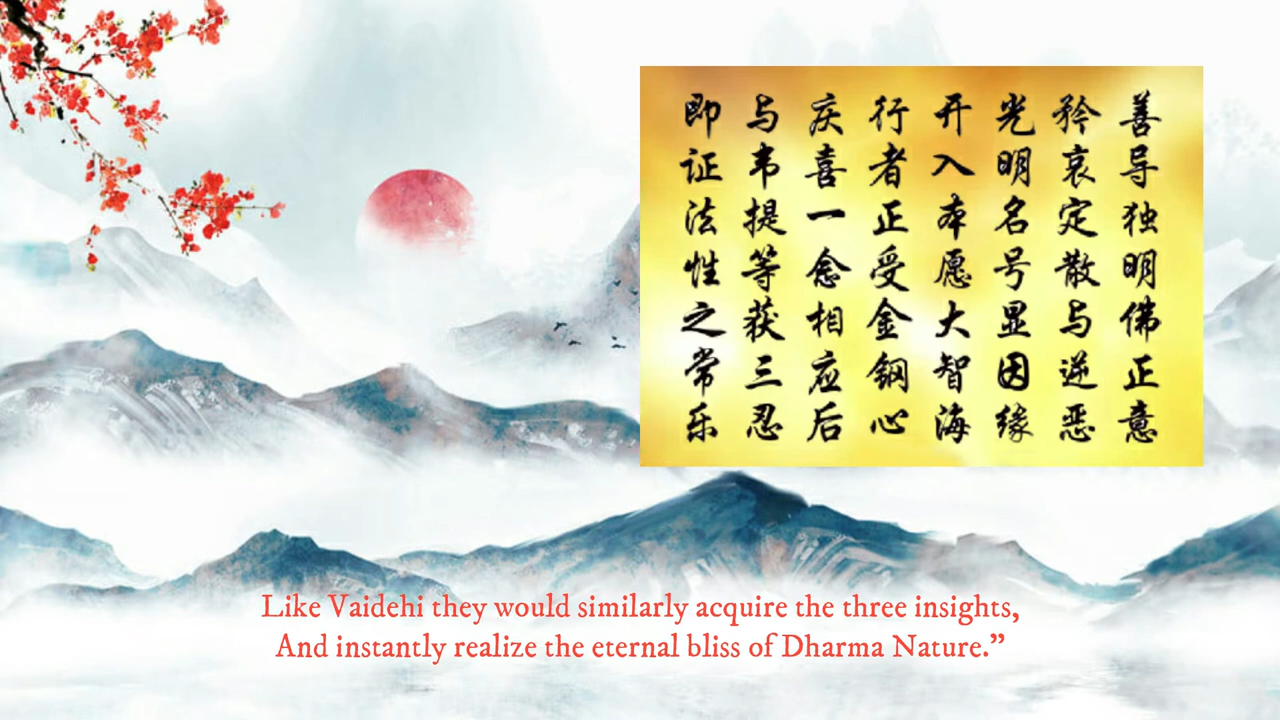 善导独明佛正意
矜哀定散与逆恶
光明名号显因缘
开入本愿大智海
行者正受金钢心
庆喜一念相应后
与韦提等获三忍
即证法性之常乐
Like Vaidehi they would similarly acquire the three insights,
And instantly realize the eternal bliss of Dharma Nature.”